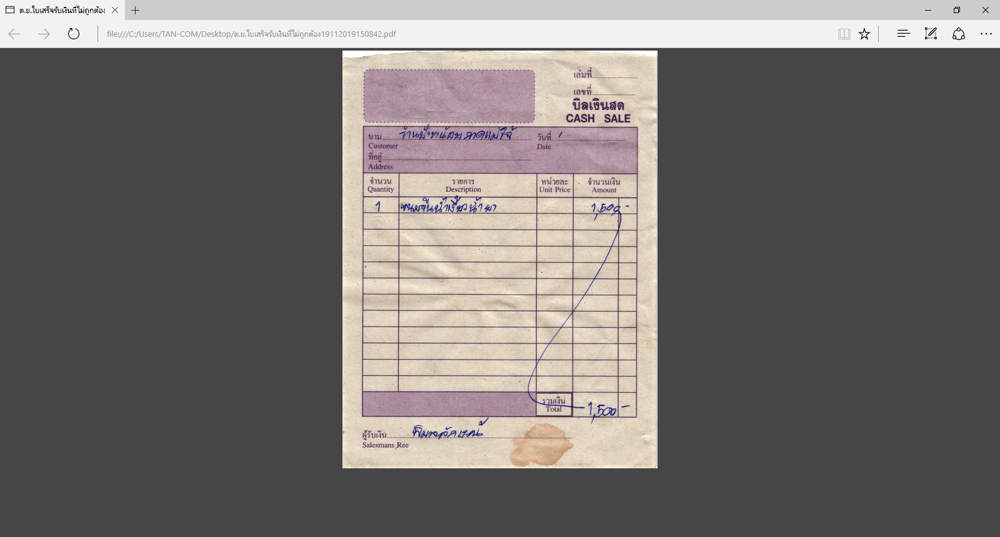 ต.ย.ใบเสร็จรับเงินที่ไม่ถูกต้อง
file:///C:/Users/TAN-COM/Desktop/ต.ย.ใบเสร็จรับเงินที่ไม่ถูกต้อง19112019150842.pdf
เล่มที่
เลขที่
บิลเงินสด
CASH SALE
นาม ร้านป้าหน่อย กาดแม่โจ้ วันที่
Customer Date
ที่อยู่
Address
จำนวน รายการ หน่วยละ จำนวนเงิน
Quantity Description Unit Price Amount
1 ขนมจีนน้ำเงี้ยวน้ำยา 1,500 -
รวมเงิน
Total 1,500 -
ผู้รับเงิน พิมลลักษณ์
Salesmans Ree